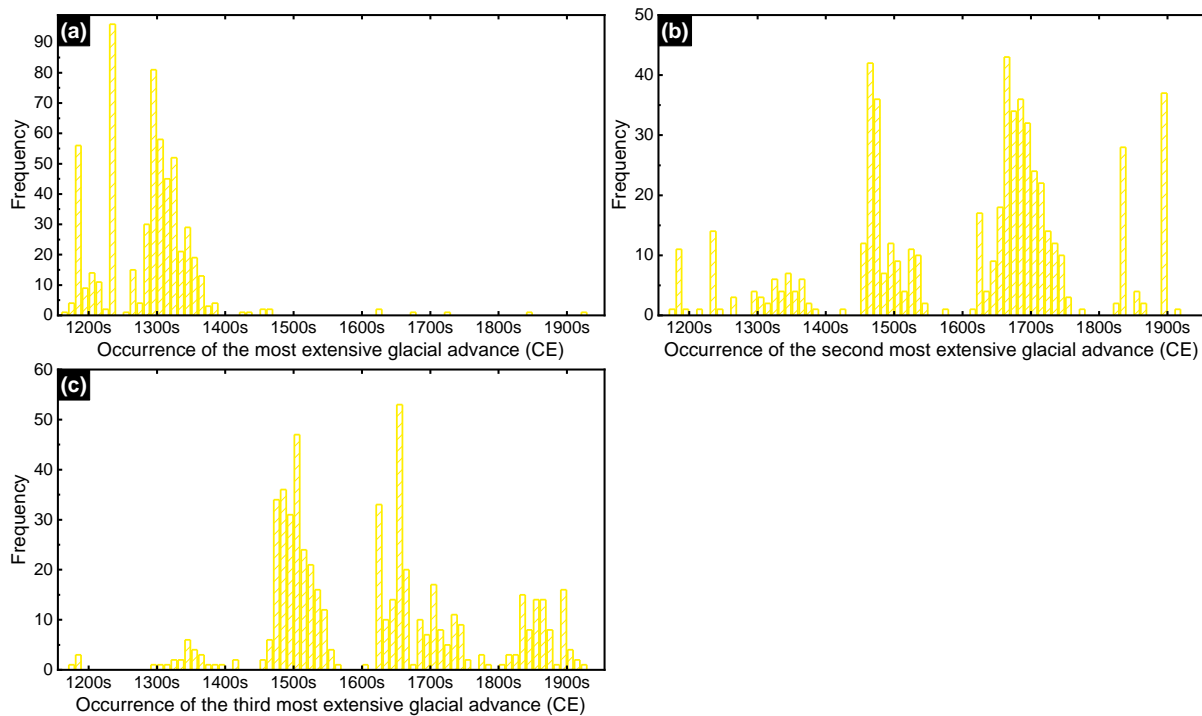 (a)
Frequency
90
80
70
60
50
40
30
20
10
0
1200s 1300s 1400s 1500s 1600s 1700s 1800s 1900s
Occurrence of the most extensive glacial advance (CE)
(b)
Frequency
50
40
30
20
10
0
1200s 1300s 1400s 1500s 1600s 1700s 1800s 1900s
Occurrence of the second most extensive glacial advance (CE)
(c)
Frequency
60
50
40
30
20
10
0
1200s 1300s 1400s 1500s 1600s 1700s 1800s 1900s
Occurrence of the third most extensive glacial advance (CE)